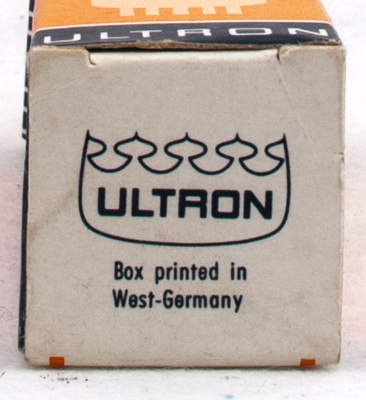 ULTRON
ULTRON
Box printed in
West-Germany